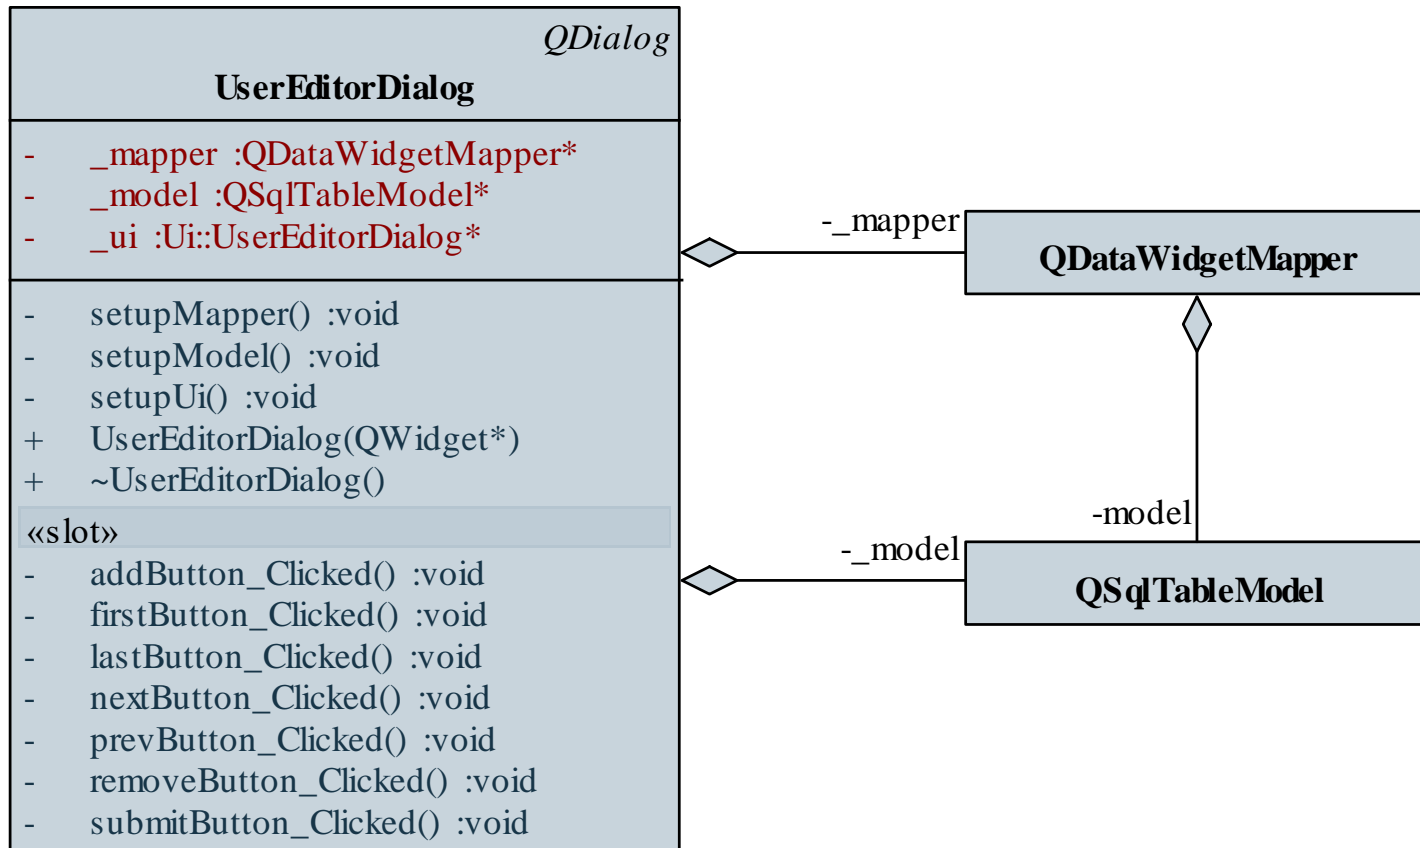 QDialog
UserEditorDialog
- _mapper :QDataWidgetMapper*
- _model :QSqlTableModel*
- _ui :Ui::UserEditorDialog*
- setupMapper() :void
- setupModel() :void
- setupUi() :void
+ UserEditorDialog(QWidget*)
+ ~UserEditorDialog()
«slot»
- addButton_Clicked() :void
- firstButton_Clicked() :void
- lastButton_Clicked() :void
- nextButton_Clicked() :void
- prevButton_Clicked() :void
- removeButton_Clicked() :void
- submitButton_Clicked() :void
-_mapper
QDataWidgetMapper
-model
-_model
QSqlTableModel